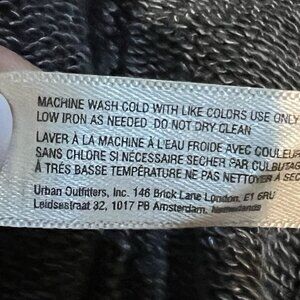 MACHINE WASH COLD WITH LIKE COLORS USE ONLY
LOW IRON AS NEEDED DO NOT DRY CLEAN
LAVER À LA MACHINE À L'EAU FROIDE AVEC COULEUR
SANS CHLORE SI NÉCESSAIRE SECHER PAR CULBUTAG
À TRÉS BASSE TEMPÉRATURE NE PAS NETTOYER À SEC
Urban Outfitters, Inc. 146 Brick Lane London, E1 6RU
Leidsestraat 32, 1017 PB Amsterdam, Netherlands